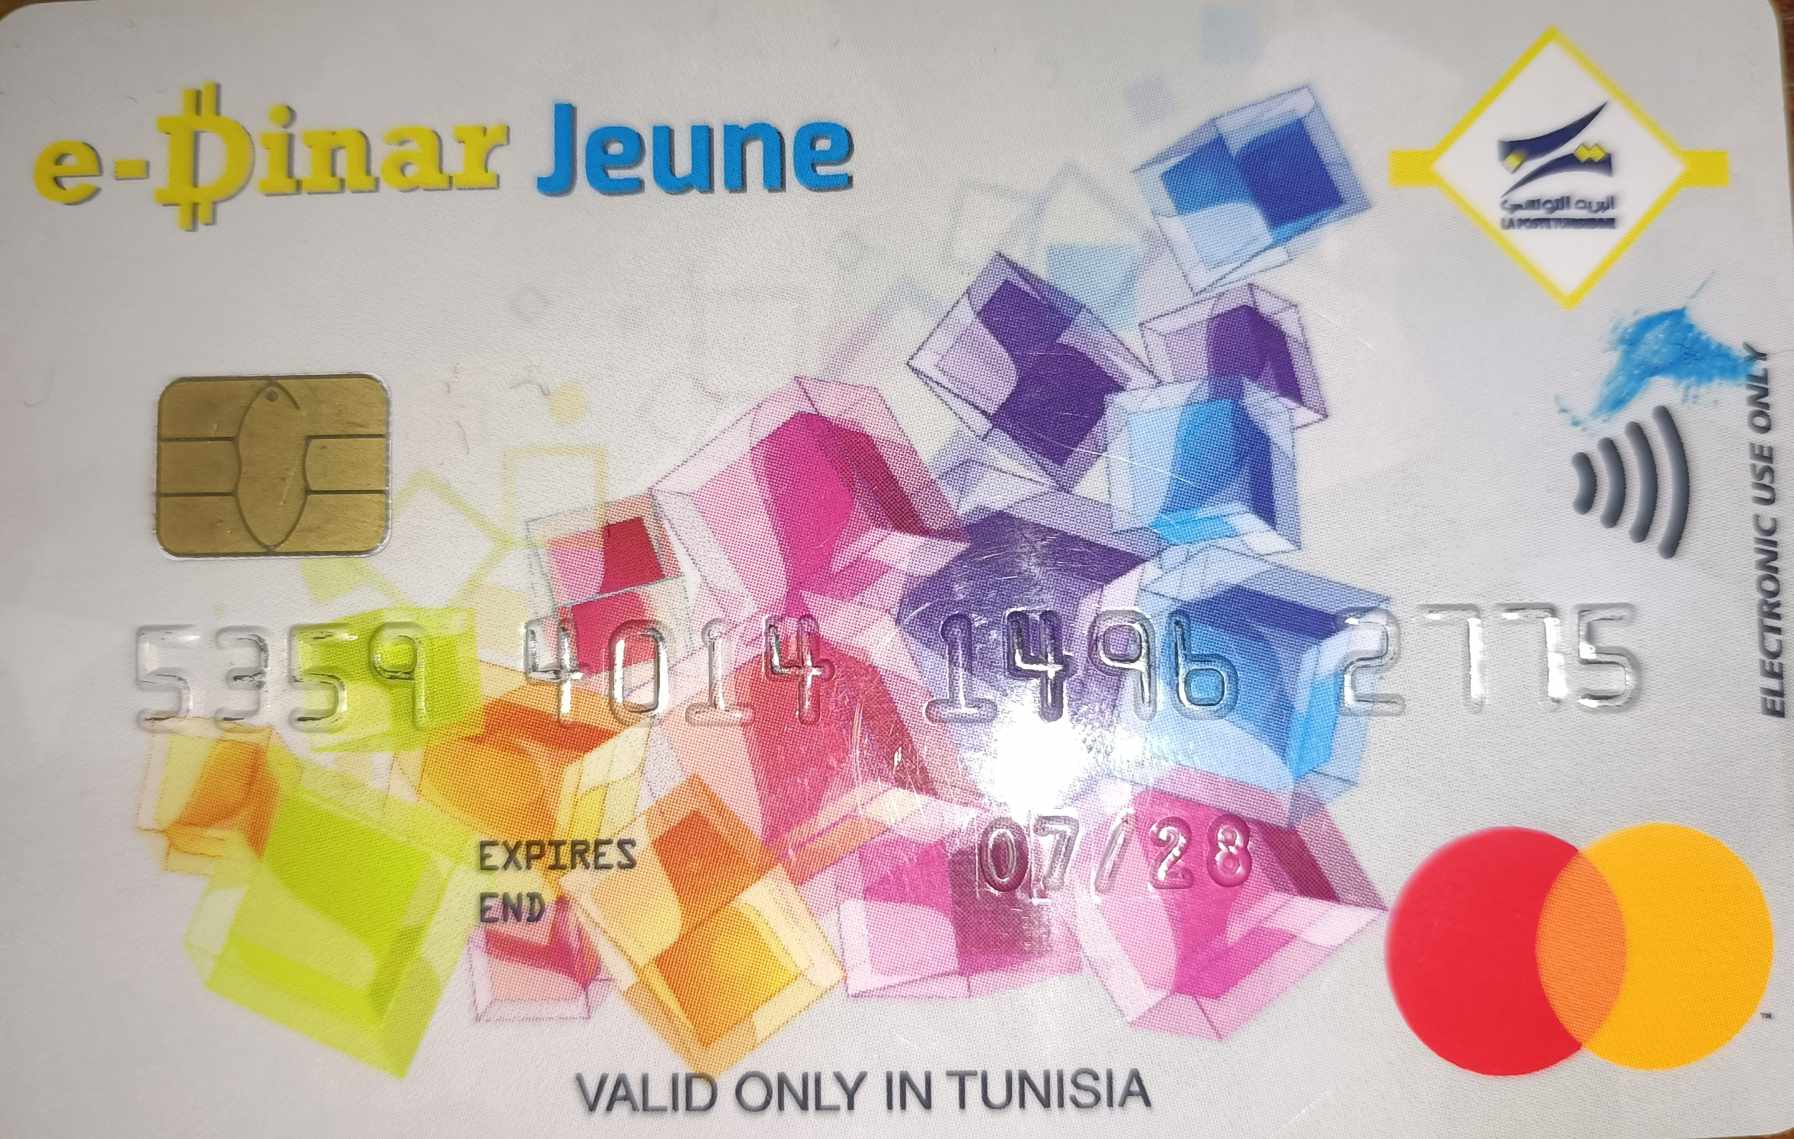 e-Dinar Jeune
البريد التونسي
LA POSTE TUNISIENNE
ELECTRONIC USE ONLY
5359 4014 1496 2775
EXPIRES
END
07/28
VALID ONLY IN TUNISIA
TM